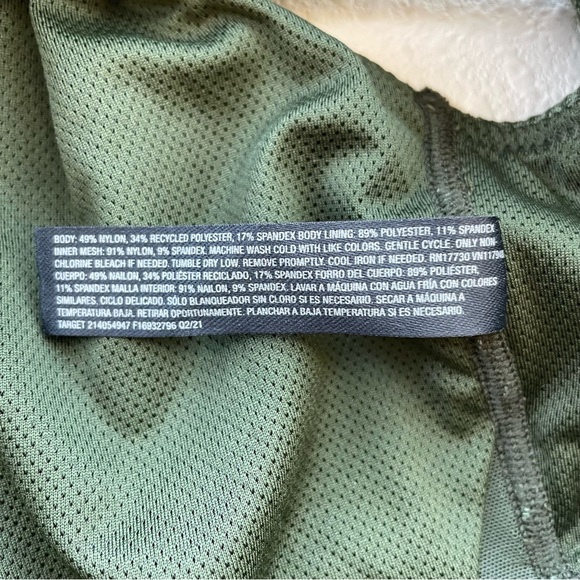 BODY: 49% NYLON, 34% RECYCLED POLYESTER, 17% SPANDEX BODY LINING: 89% POLYESTER, 11% SPANDEX
INNER MESH: 91% NYLON, 9% SPANDEX. MACHINE WASH COLD WITH LIKE COLORS. GENTLE CYCLE. ONLY NON-
CHLORINE BLEACH IF NEEDED. TUMBLE DRY LOW. REMOVE PROMPTLY. COOL IRON IF NEEDED. RN17730 VN11794
CUERPO: 49% NAILON, 34% POLIÉSTER RECICLADO, 17% SPANDEX FORRO DEL CUERPO: 89% POLIÉSTER,
11% SPANDEX MALLA INTERIOR: 91% NAILON, 9% SPANDEX. LAVAR A MÁQUINA CON AGUA FRÍA CON COLORES
SIMILARES. CICLO DELICADO. SÓLO BLANQUEADOR SIN CLORO SI ES NECESARIO. SECAR A MÁQUINA A
TEMPERATURA BAJA. RETIRAR OPORTUNAMENTE. PLANCHAR A BAJA TEMPERATURA SI ES NECESARIO.
TARGET 214054947 F16932796 Q2/21